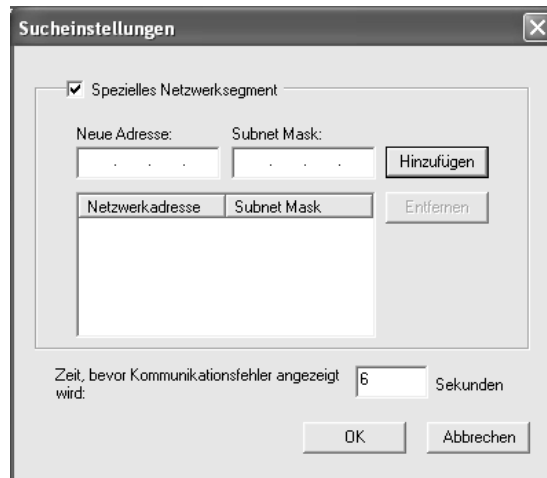 Sucheinstellungen
Spezielles Netzwerksegment
Neue Adresse: Subnet Mask:
. . . . . . Hinzufügen
Netzwerkadresse Subnet Mask Entfernen
Zeit, bevor Kommunikationsfehler angezeigt
wird: 6 Sekunden
OK Abbrechen